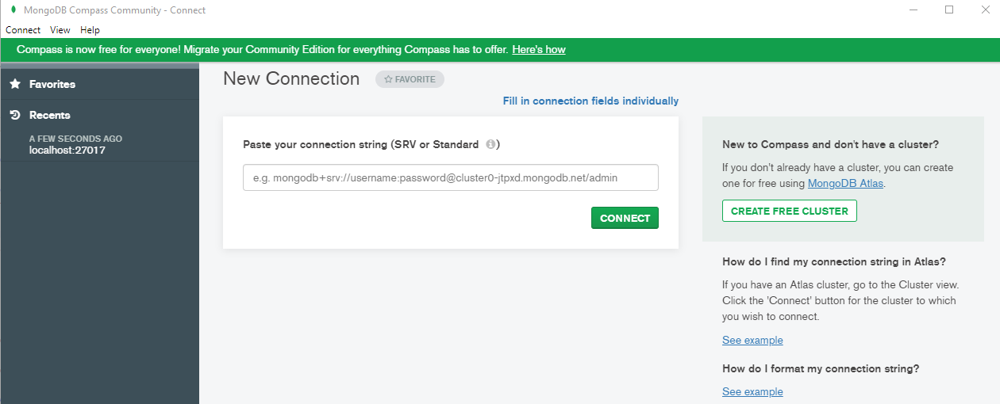 MongoDB Compass Community - Connect
Connect View Help
Compass is now free for everyone! Migrate your Community Edition for everything Compass has to offer. Here's how
Favorites
Recents
A FEW SECONDS AGO
localhost:27017
New Connection
FAVORITE
Fill in connection fields individually
Paste your connection string (SRV or Standard )
e.g. mongodb+srv://username:password@cluster0-jtpxd.mongodb.net/admin
CONNECT
New to Compass and don't have a cluster?
If you don't already have a cluster, you can create
one for free using MongoDB Atlas.
CREATE FREE CLUSTER
How do I find my connection string in Atlas?
If you have an Atlas cluster, go to the Cluster view.
Click the 'Connect' button for the cluster to which
you wish to connect.
See example
How do I format my connection string?
See example